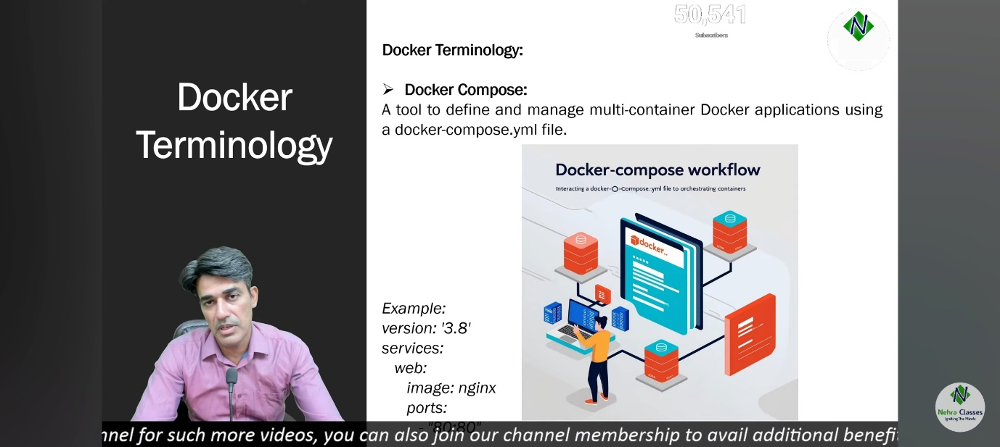 50,541
Subscribers
Docker
Terminology
Docker Terminology:
➢ Docker Compose:
A tool to define and manage multi-container Docker applications using
a docker-compose.yml file.
Docker-compose workflow
Interacting a docker-O-compose.:yml file to orchestrating containers
docker..
Example:
version: '3.8'
services:
web:
image: nginx
ports:
- "80:80"
nnel for such more videos, you can also join our channel membership to avail additional benefi
N
Nehra Classes
Igniting The Minds